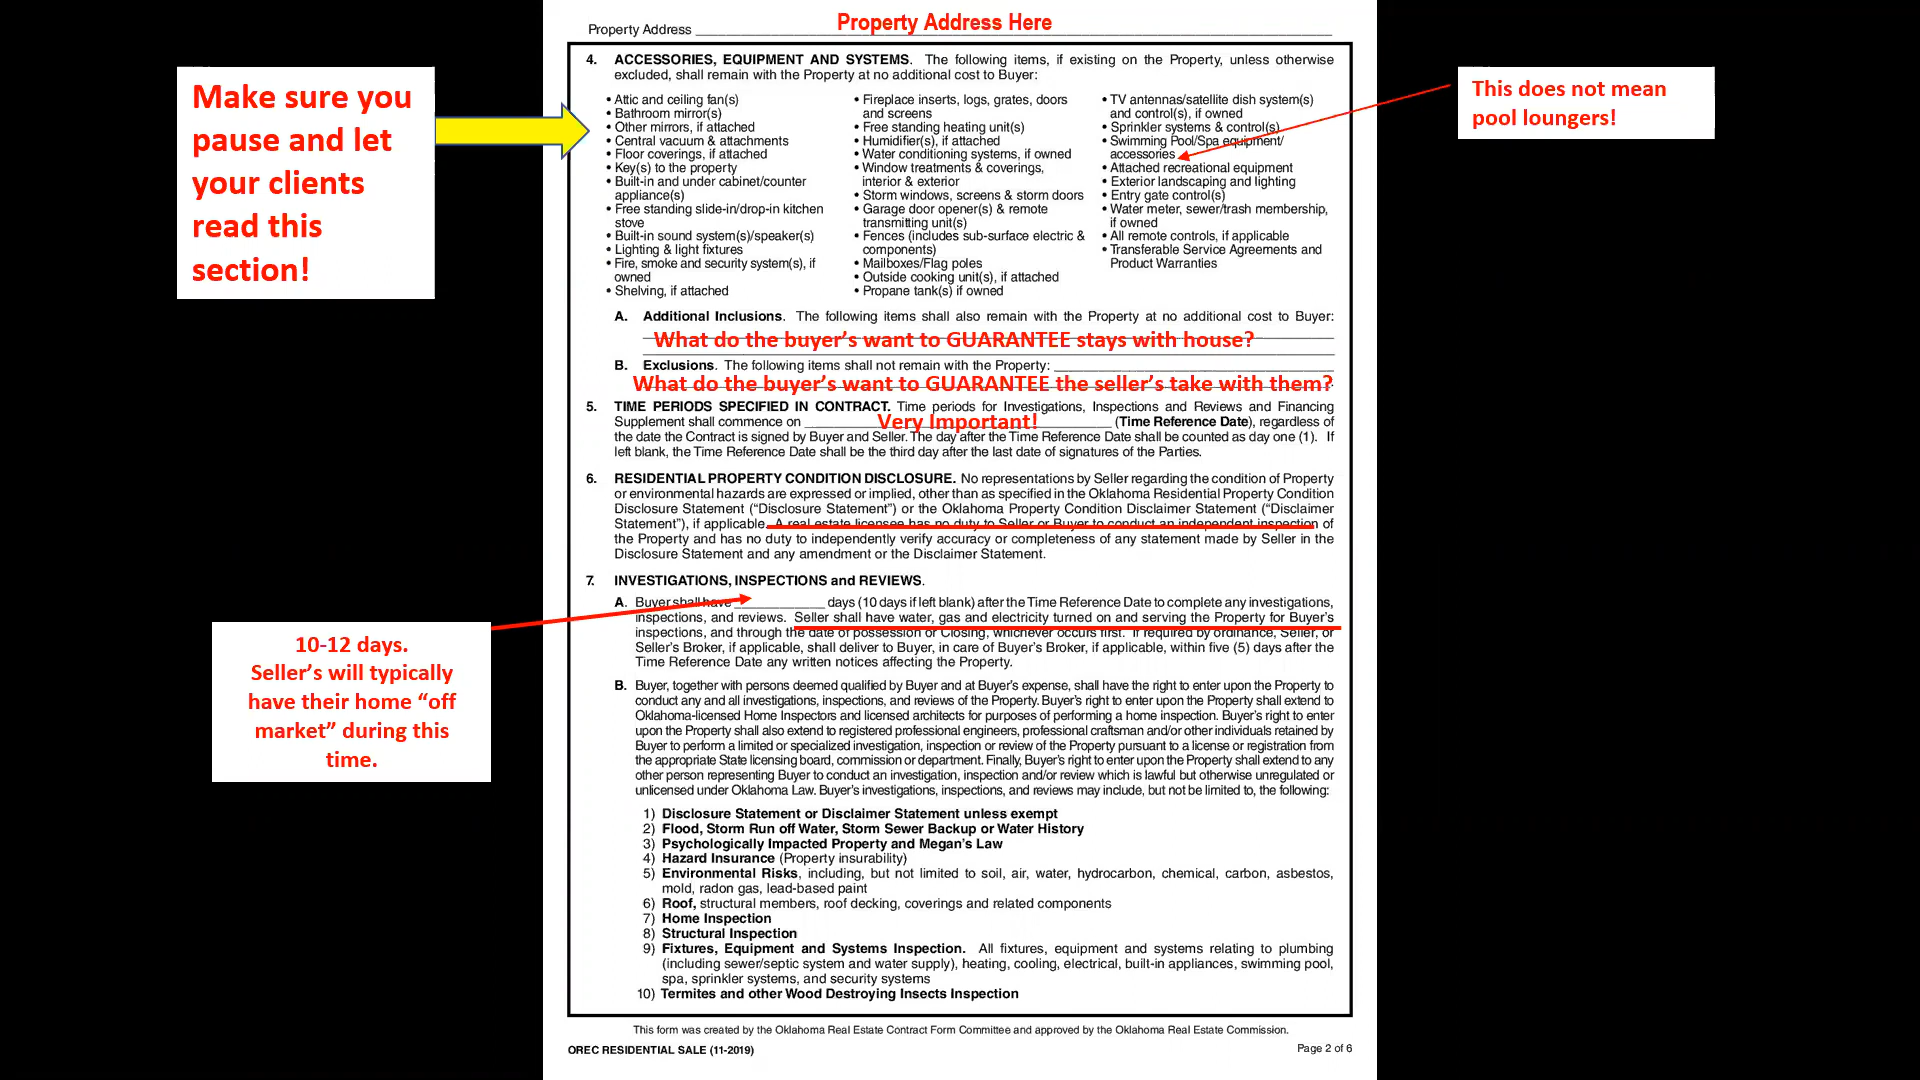 Property Address Property Address Here
Make sure you
pause and let
your clients
read this
section!
This does not mean
pool loungers!
4. ACCESSORIES, EQUIPMENT AND SYSTEMS. The following items, if existing on the Property, unless otherwise
excluded, shall remain with the Property at no additional cost to Buyer:
• Attic and ceiling fan(s)
• Bathroom mirror(s)
• Other mirrors, if attached
• Central vacuum & attachments
• Floor coverings, if attached
• Key(s) to the property
• Built-in and under cabinet/counter
appliance(s)
• Free standing slide-in/drop-in kitchen
stove
• Built-in sound system(s)/speaker(s)
• Lighting & light fixtures
• Fire, smoke and security system(s), if
owned
• Shelving, if attached
• Fireplace inserts, logs, grates, doors
and screens
• Free standing heating unit(s)
• Humidifier(s), if attached
• Water conditioning systems, if owned
• Window treatments & coverings,
interior & exterior
• Storm windows, screens & storm doors
• Garage door opener(s) & remote
transmitting unit(s)
• Fences (includes sub-surface electric &
components)
• Mailboxes/Flag poles
• Outside cooking unit(s), if attached
• Propane tank(s) if owned
• TV antennas/satellite dish system(s)
and control(s), if owned
• Sprinkler systems & control(s)
• Swimming Pool/Spa equipment/
accessories
• Attached recreational equipment
• Exterior landscaping and lighting
• Entry gate control(s)
• Water meter, sewer/trash membership,
if owned
• All remote controls, if applicable
• Transferable Service Agreements and
Product Warranties
A. Additional Inclusions. The following items shall also remain with the Property at no additional cost to Buyer:
What do the buyer's want to GUARANTEE stays with house?
B. Exclusions. The following items shall not remain with the Property:
What do the buyer's want to GUARANTEE the seller's take with them?
5. TIME PERIODS SPECIFIED IN CONTRACT. Time periods for Investigations, Inspections and Reviews and Financing
Supplement shall commence on Very Important! (Time Reference Date), regardless of
the date the Contract is signed by Buyer and Seller. The day after the Time Reference Date shall be counted as day one (1). If
left blank, the Time Reference Date shall be the third day after the last date of signatures of the Parties.
6. RESIDENTIAL PROPERTY CONDITION DISCLOSURE. No representations by Seller regarding the condition of Property
or environmental hazards are expressed or implied, other than as specified in the Oklahoma Residential Property Condition
Disclosure Statement ("Disclosure Statement") or the Oklahoma Property Condition Disclaimer Statement ("Disclaimer
Statement"), if applicable. A real estate licensee has no duty to Seller or Buyer to conduct an independent inspection of
the Property and has no duty to independently verify accuracy or completeness of any statement made by Seller in the
Disclosure Statement and any amendment or the Disclaimer Statement.
7. INVESTIGATIONS, INSPECTIONS and REVIEWS.
A. Buyer shall have ____________ days (10 days if left blank) after the Time Reference Date to complete any investigations,
inspections, and reviews. Seller shall have water, gas and electricity turned on and serving the Property for Buyer's
inspections, and through the date of possession or Closing, whichever occurs first. If required by ordinance, Seller, or
Seller's Broker, if applicable, shall deliver to Buyer, in care of Buyer's Broker, if applicable, within five (5) days after the
Time Reference Date any written notices affecting the Property.
10-12 days.
Seller's will typically
have their home "off
market" during this
time.
B. Buyer, together with persons deemed qualified by Buyer and at Buyer's expense, shall have the right to enter upon the Property to
conduct any and all investigations, inspections, and reviews of the Property. Buyer's right to enter upon the Property shall extend to
Oklahoma-licensed Home Inspectors and licensed architects for purposes of performing a home inspection. Buyer's right to enter
upon the Property shall also extend to registered professional engineers, professional craftsman and/or other individuals retained by
Buyer to perform a limited or specialized investigation, inspection or review of the Property pursuant to a license or registration from
the appropriate State licensing board, commission or department. Finally, Buyer's right to enter upon the Property shall extend to any
other person representing Buyer to conduct an investigation, inspection and/or review which is lawful but otherwise unregulated or
unlicensed under Oklahoma Law. Buyer's investigations, inspections, and reviews may include, but not be limited to, the following:
1) Disclosure Statement or Disclaimer Statement unless exempt
2) Flood, Storm Run off Water, Storm Sewer Backup or Water History
3) Psychologically Impacted Property and Megan's Law
4) Hazard Insurance (Property insurability)
5) Environmental Risks, including, but not limited to soil, air, water, hydrocarbon, chemical, carbon, asbestos,
mold, radon gas, lead-based paint
6) Roof, structural members, roof decking, coverings and related components
7) Home Inspection
8) Structural Inspection
9) Fixtures, Equipment and Systems Inspection. All fixtures, equipment and systems relating to plumbing
(including sewer/septic system and water supply), heating, cooling, electrical, built-in appliances, swimming pool,
spa, sprinkler systems, and security systems
10) Termites and other Wood Destroying Insects Inspection
This form was created by the Oklahoma Real Estate Contract Form Committee and approved by the Oklahoma Real Estate Commission.
OREC RESIDENTIAL SALE (11-2019) Page 2 of 6